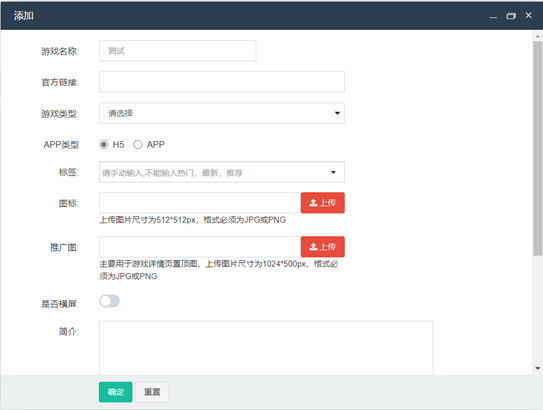 添加
游戏名称:
测试
官方链接:
游戏类型:
请选择
APP类型
H5
APP
标签:
请手动输入,不能输入热门，最新，推荐
图标:
上传
上传图片尺寸为512*512px，格式必须为JPG或PNG
推广图:
上传
主要用于游戏详情页置顶图，上传图片尺寸为1024*500px，格式必
须为JPG或PNG
是否横屏:
简介:
确定
重置